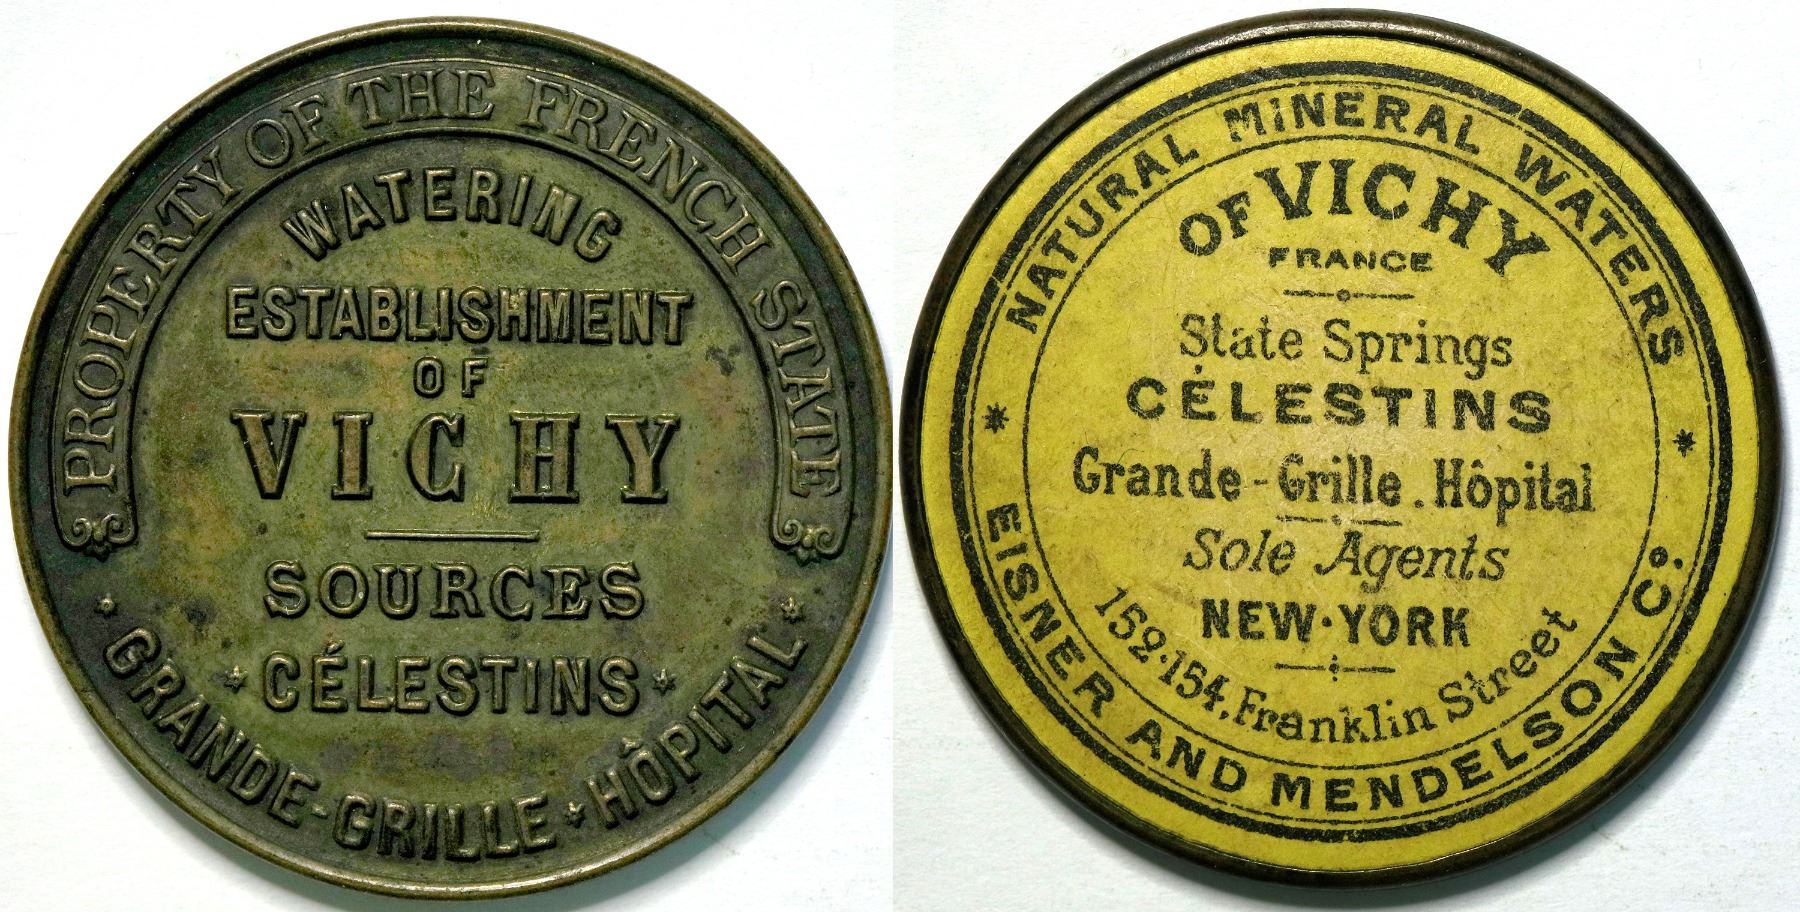 PROPERTY OF THE FRENCH STATE
WATERING
ESTABLISHMENT
OF
VICHY
SOURCES
CÉLESTINS
GRANDE-GRILLE * HÔPITAL
NATURAL MINERAL WATERS
OF VICHY
FRANCE
State Springs
CÉLESTINS
Grande-Grille. Hôpital
Sole Agents
NEW·YORK
152·154, Franklin Street
EISNER AND MENDELSON Co.